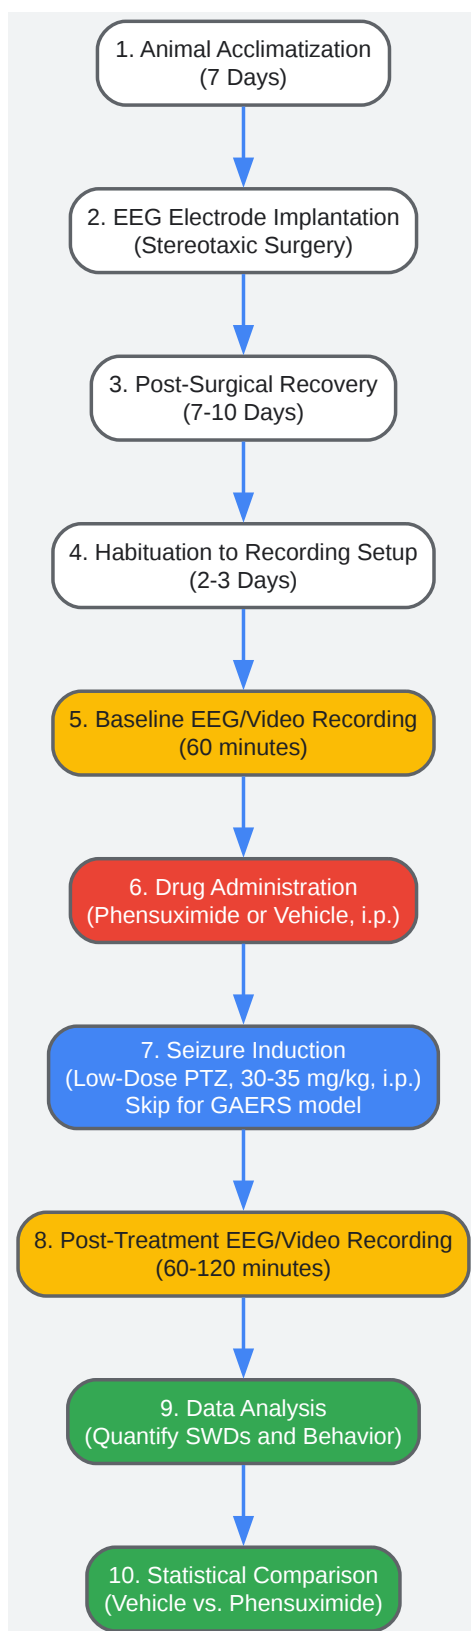 1. Animal Acclimatization
(7 Days)
2. EEG Electrode Implantation
(Stereotaxic Surgery)
3. Post-Surgical Recovery
(7-10 Days)
4. Habituation to Recording Setup
(2-3 Days)
5. Baseline EEG/Video Recording
(60 minutes)
6. Drug Administration
(Phensuximide or Vehicle, i.p.)
7. Seizure Induction
(Low-Dose PTZ, 30-35 mg/kg, i.p.)
Skip for GAERS model
8. Post-Treatment EEG/Video Recording
(60-120 minutes)
9. Data Analysis
(Quantify SWDs and Behavior)
10. Statistical Comparison
(Vehicle vs. Phensuximide)